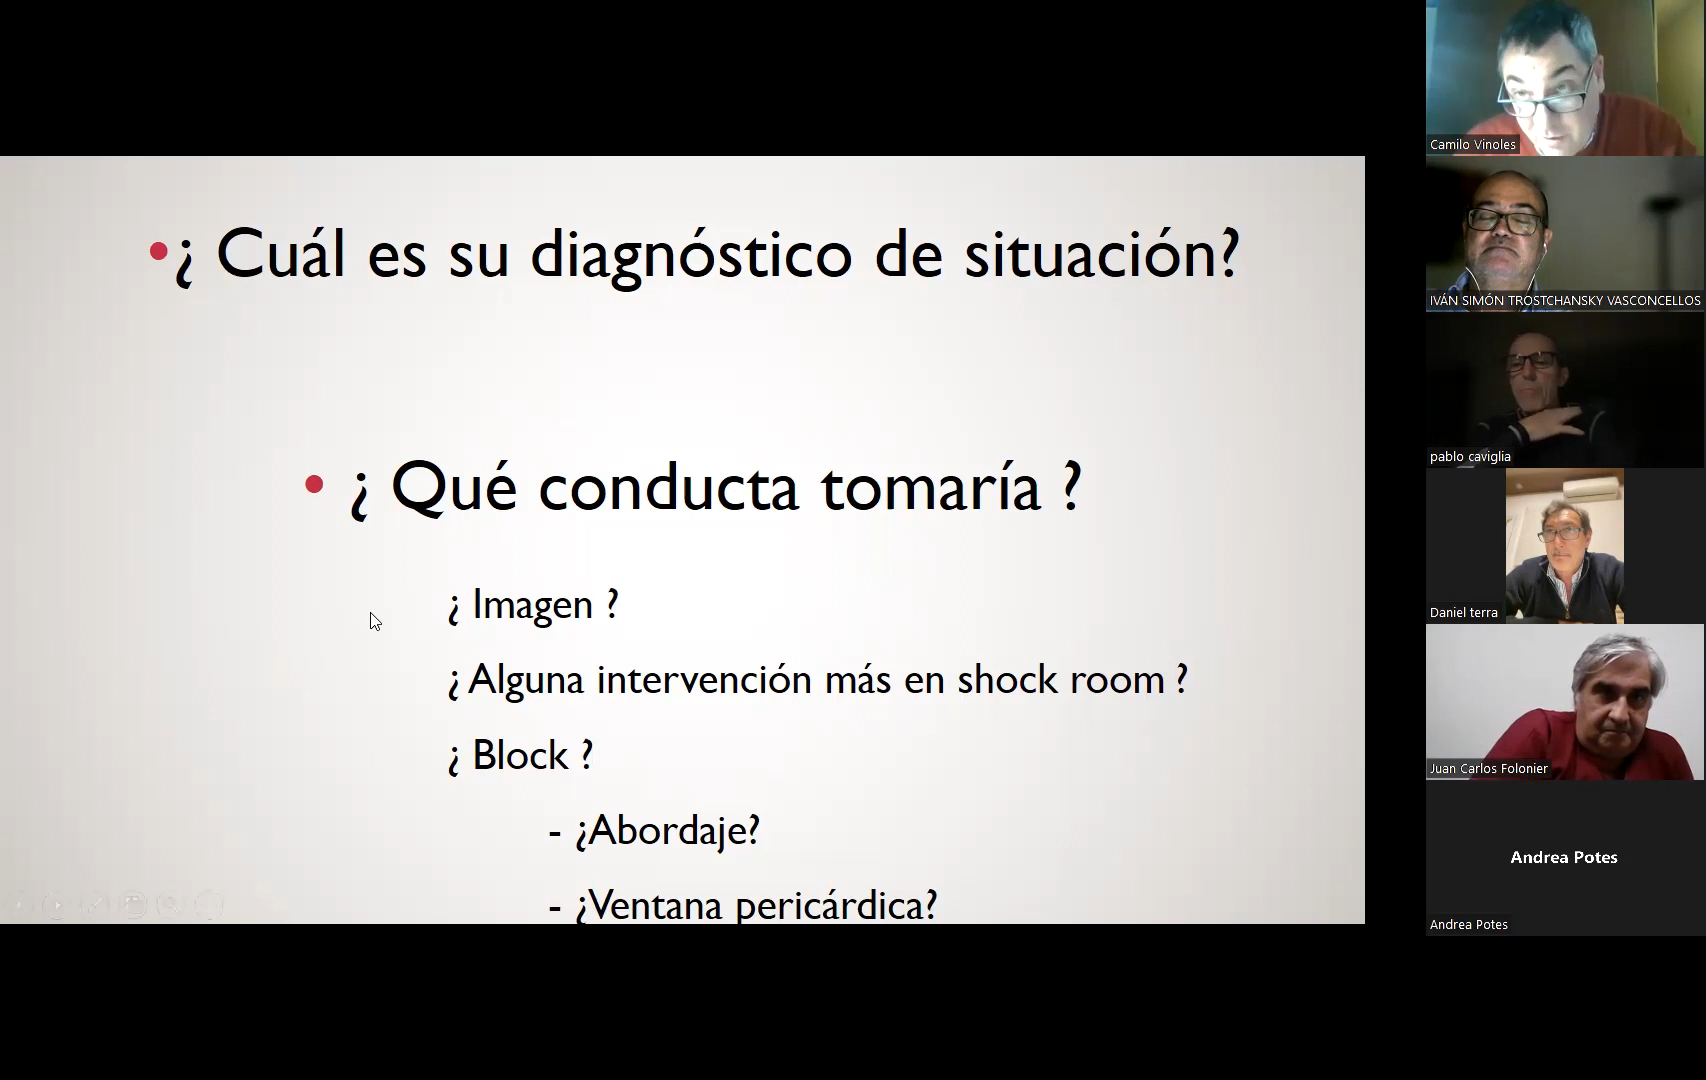 •¿ Cuál es su diagnóstico de situación?
• ¿ Qué conducta tomaría ?
¿ Imagen ?
¿ Alguna intervención más en shock room ?
¿ Block ?
- ¿Abordaje?
- ¿Ventana pericárdica?
Camilo Vinoles
IVÁN SIMÓN TROSTCHANSKY VASCONCELLOS
pablo caviglia
Daniel terra
Juan Carlos Folonier
Andrea Potes
Andrea Potes